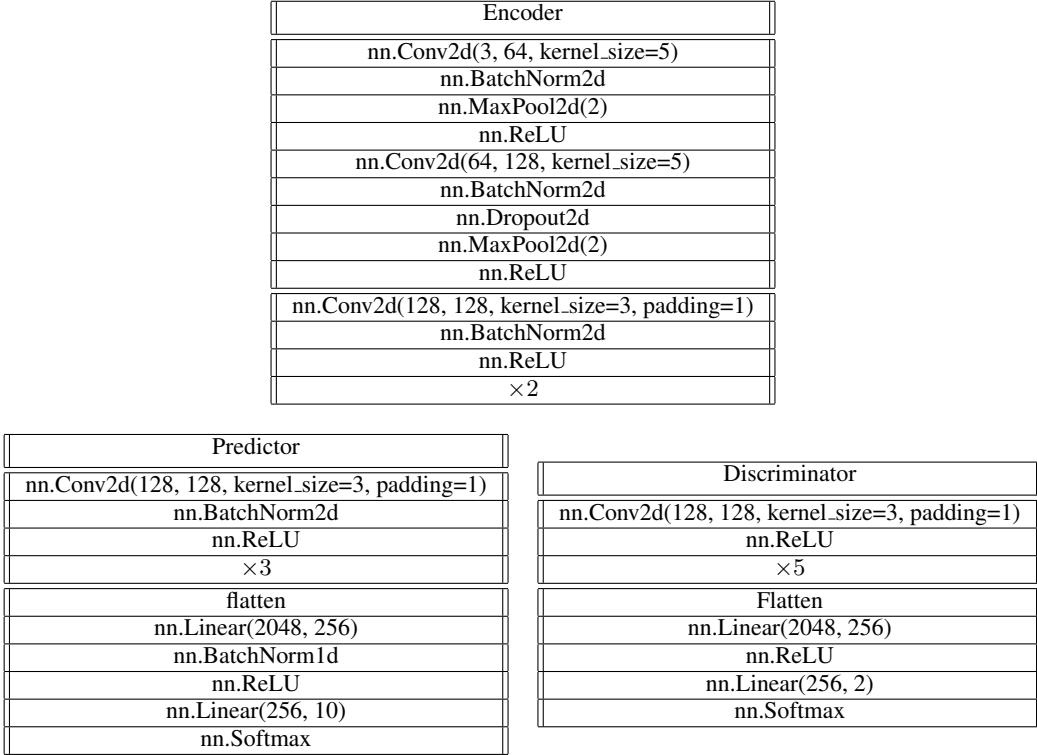 Encoder
nn.Conv2d(3, 64, kernel_size=5)
nn.BatchNorm2d
nn.MaxPool2d(2)
nn.ReLU
nn.Conv2d(64, 128, kernel_size=5)
nn.BatchNorm2d
nn.Dropout2d
nn.MaxPool2d(2)
nn.ReLU
nn.Conv2d(128, 128, kernel_size=3, padding=1)
nn.BatchNorm2d
nn.ReLU
×2
Predictor
nn.Conv2d(128, 128, kernel_size=3, padding=1)
nn.BatchNorm2d
nn.ReLU
×3
flatten
nn.Linear(2048, 256)
nn.BatchNorm1d
nn.ReLU
nn.Linear(256, 10)
nn.Softmax
Discriminator
nn.Conv2d(128, 128, kernel_size=3, padding=1)
nn.ReLU
×5
Flatten
nn.Linear(2048, 256)
nn.ReLU
nn.Linear(256, 2)
nn.Softmax